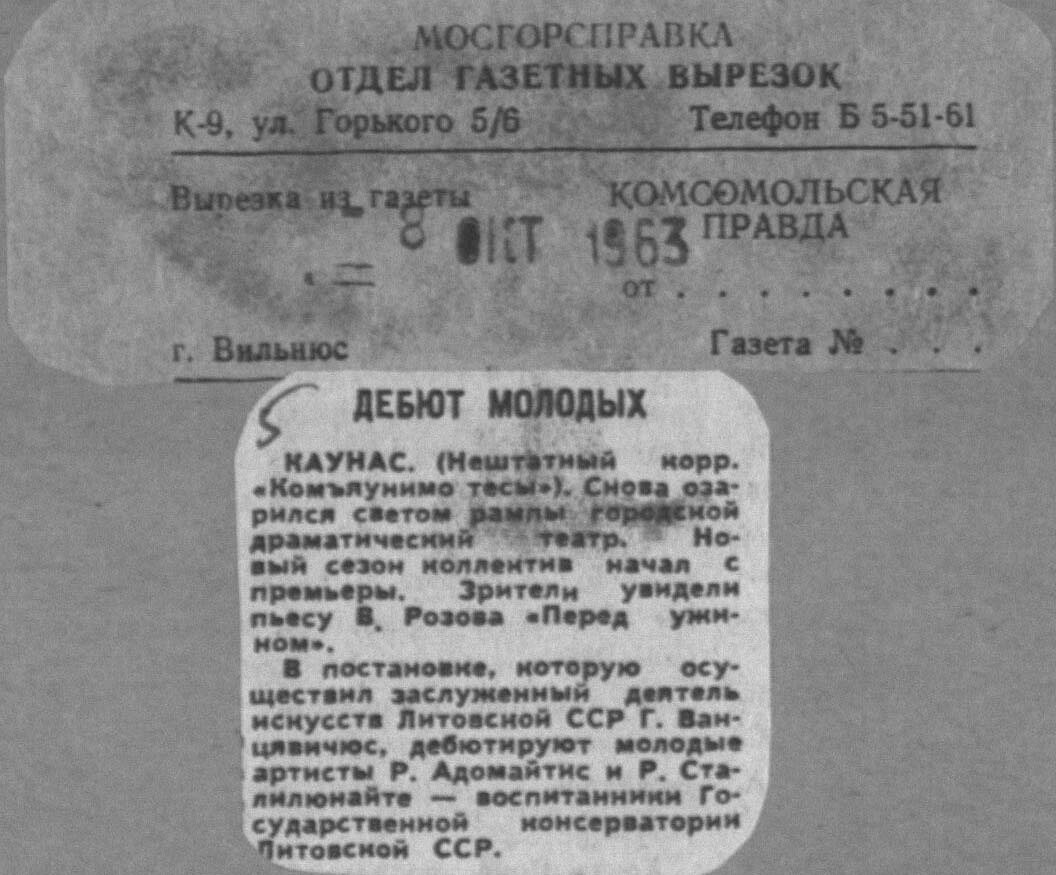 МОСГОРСПРАВКА
ОТДЕЛ ГАЗЕТНЫХ ВЫРЕЗОК
К-9, ул. Горького 5/6 Телефон Б 5-51-61
Вырезка из газеты КОМСОМОЛЬСКАЯ
ПРАВДА
- 8 ОКТ 1963
от . . . . . . . .
г. Вильнюс Газета № . . .
5
ДЕБЮТ МОЛОДЫХ
КАУНАС. (Нештатный корр.
«Комъяунимо тесы»). Снова оза-
рился светом рампы городской
драматический театр. Но-
вый сезон коллектив начал с
премьеры. Зрители увидели
пьесу В. Розова «Перед ужи-
ном».
В постановке, которую осу-
ществил заслуженный деятель
искусств Литовской ССР Г. Ван-
цявичюс, дебютируют молодые
артисты Р. Адомайтис и Р. Ста-
лилюнайте — воспитанники Го-
сударственной консерватории
Литовской ССР.